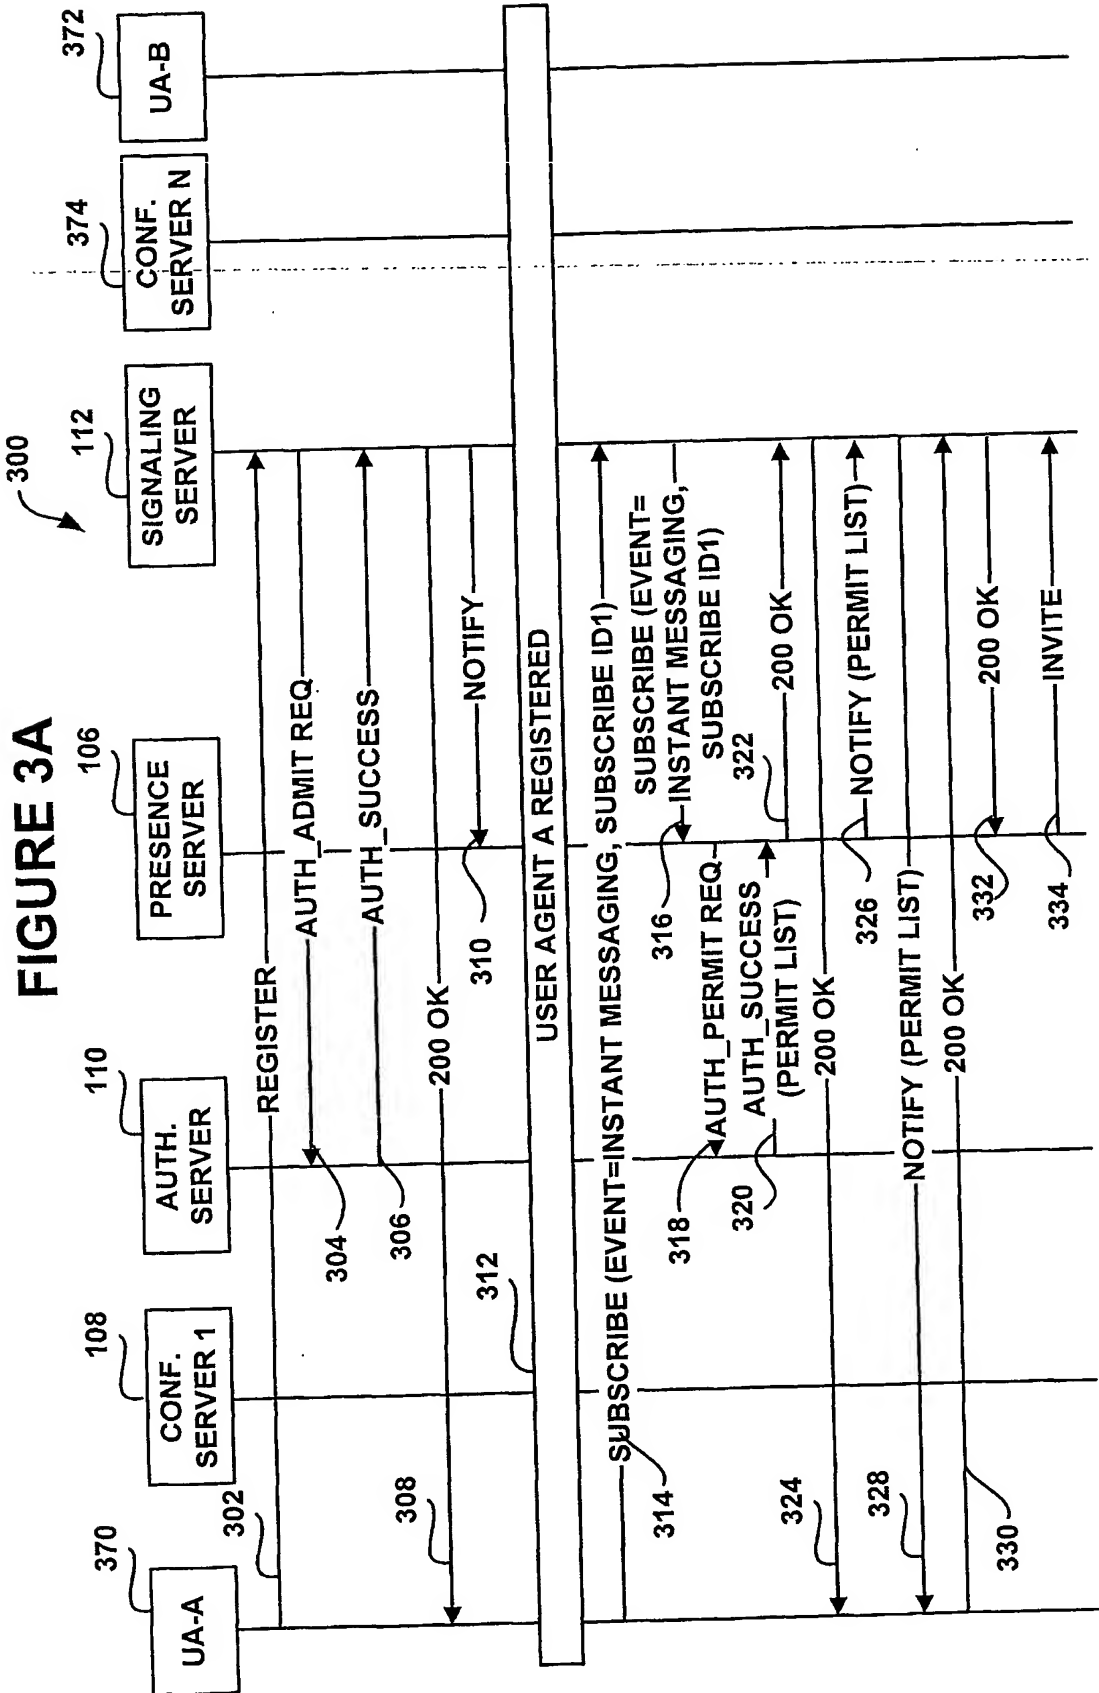 FIGURE 3A
300
370
108
110
106
112
374
372
UA-A
CONF.
SERVER 1
AUTH.
SERVER
PRESENCE
SERVER
SIGNALING
SERVER
CONF.
SERVER N
UA-B
302
REGISTER
304
AUTH_ADMIT REQ
306
AUTH_SUCCESS
308
200 OK
310
NOTIFY
312
USER AGENT A REGISTERED
314
SUBSCRIBE (EVENT=INSTANT MESSAGING, SUBSCRIBE ID1)
316
SUBSCRIBE (EVENT=
INSTANT MESSAGING,
SUBSCRIBE ID1)
318
AUTH_PERMIT REQ
320
AUTH_SUCCESS
(PERMIT LIST)
322
200 OK
324
200 OK
326
NOTIFY (PERMIT LIST)
328
NOTIFY (PERMIT LIST)
330
200 OK
332
200 OK
334
INVITE